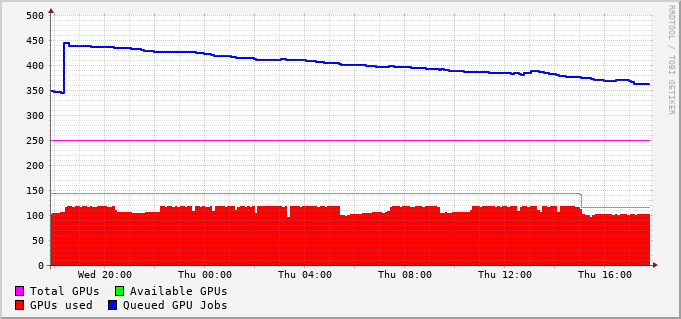 500
450
400
350
300
250
200
150
100
50
0
Wed 20:00 Thu 00:00 Thu 04:00 Thu 08:00 Thu 12:00 Thu 16:00
Total GPUs Available GPUs
GPUs used Queued GPU Jobs
RRDTOOL / TOBI OETIKER